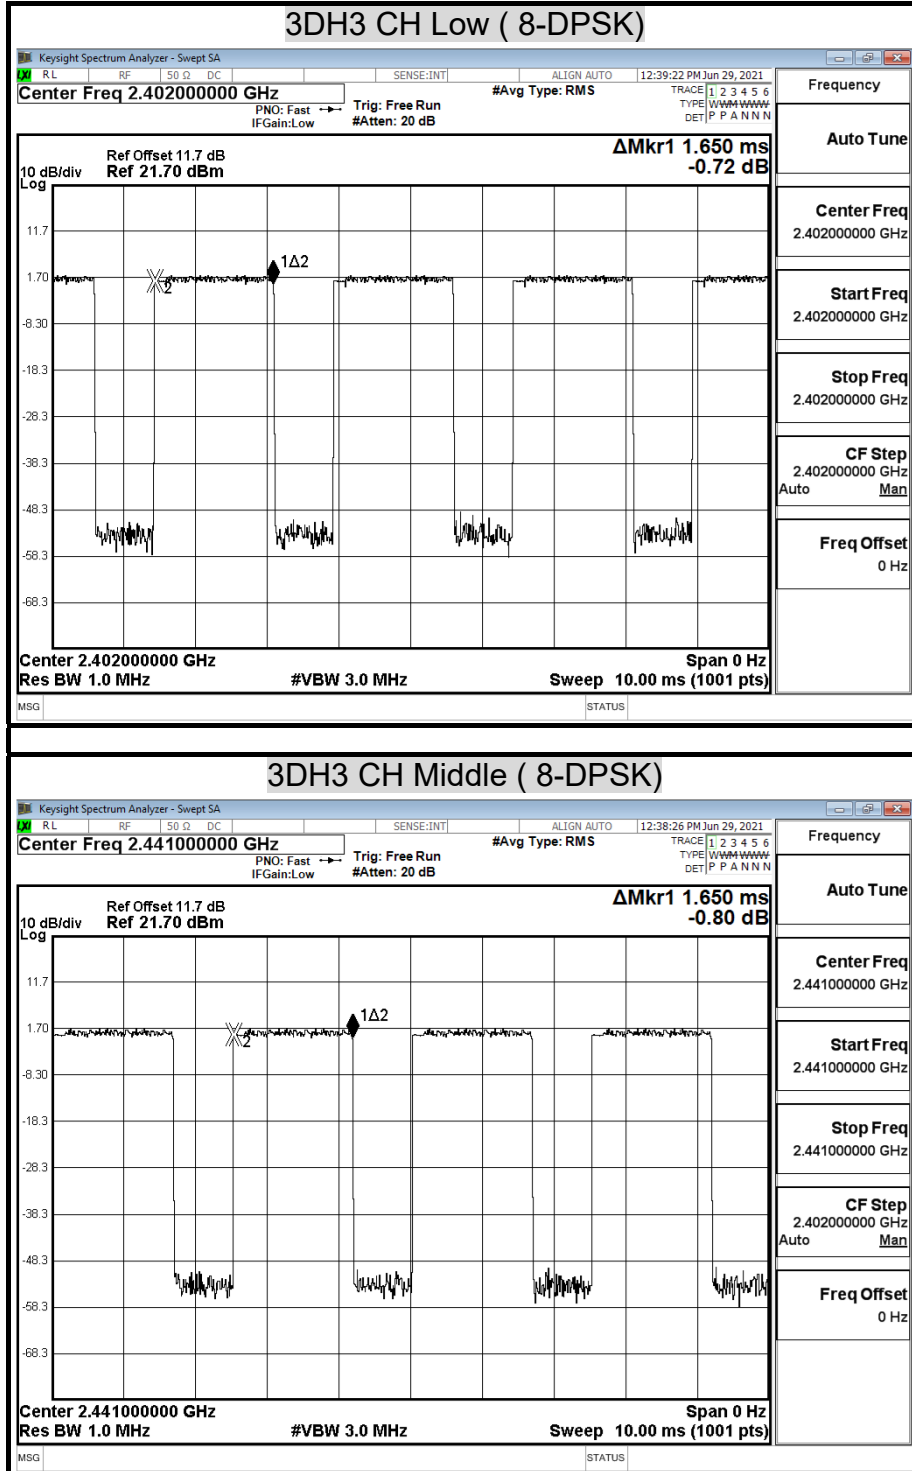 3DH3 CH Low ( 8-DPSK)
Keysight Spectrum Analyzer - Swept SA
LXI RL RF 50 Ω DC SENSE:INT ALIGN AUTO 12:39:22 PM Jun 29, 2021
Center Freq 2.402000000 GHz
PNO: Fast
IFGain:Low
Trig: Free Run
#Atten: 20 dB
#Avg Type: RMS
TRACE 1 2 3 4 5 6
TYPE WWMWWWW
DET P P A N N N
Frequency
Auto Tune
Ref Offset 11.7 dB
10 dB/div Ref 21.70 dBm
Log
ΔMkr1 1.650 ms
-0.72 dB
11.7
1.70
-8.30
-18.3
-28.3
-38.3
-48.3
-58.3
-68.3
2
1Δ2
Center Freq
2.402000000 GHz
Start Freq
2.402000000 GHz
Stop Freq
2.402000000 GHz
CF Step
2.402000000 GHz
Auto Man
Freq Offset
0 Hz
Center 2.402000000 GHz Span 0 Hz
Res BW 1.0 MHz #VBW 3.0 MHz Sweep 10.00 ms (1001 pts)
MSG STATUS
3DH3 CH Middle ( 8-DPSK)
Keysight Spectrum Analyzer - Swept SA
LXI RL RF 50 Ω DC SENSE:INT ALIGN AUTO 12:38:26 PM Jun 29, 2021
Center Freq 2.441000000 GHz
PNO: Fast
IFGain:Low
Trig: Free Run
#Atten: 20 dB
#Avg Type: RMS
TRACE 1 2 3 4 5 6
TYPE WWMWWWW
DET P P A N N N
Frequency
Auto Tune
Ref Offset 11.7 dB
10 dB/div Ref 21.70 dBm
Log
ΔMkr1 1.650 ms
-0.80 dB
11.7
1.70
-8.30
-18.3
-28.3
-38.3
-48.3
-58.3
-68.3
2
1Δ2
Center Freq
2.441000000 GHz
Start Freq
2.441000000 GHz
Stop Freq
2.441000000 GHz
CF Step
2.402000000 GHz
Auto Man
Freq Offset
0 Hz
Center 2.441000000 GHz Span 0 Hz
Res BW 1.0 MHz #VBW 3.0 MHz Sweep 10.00 ms (1001 pts)
MSG STATUS